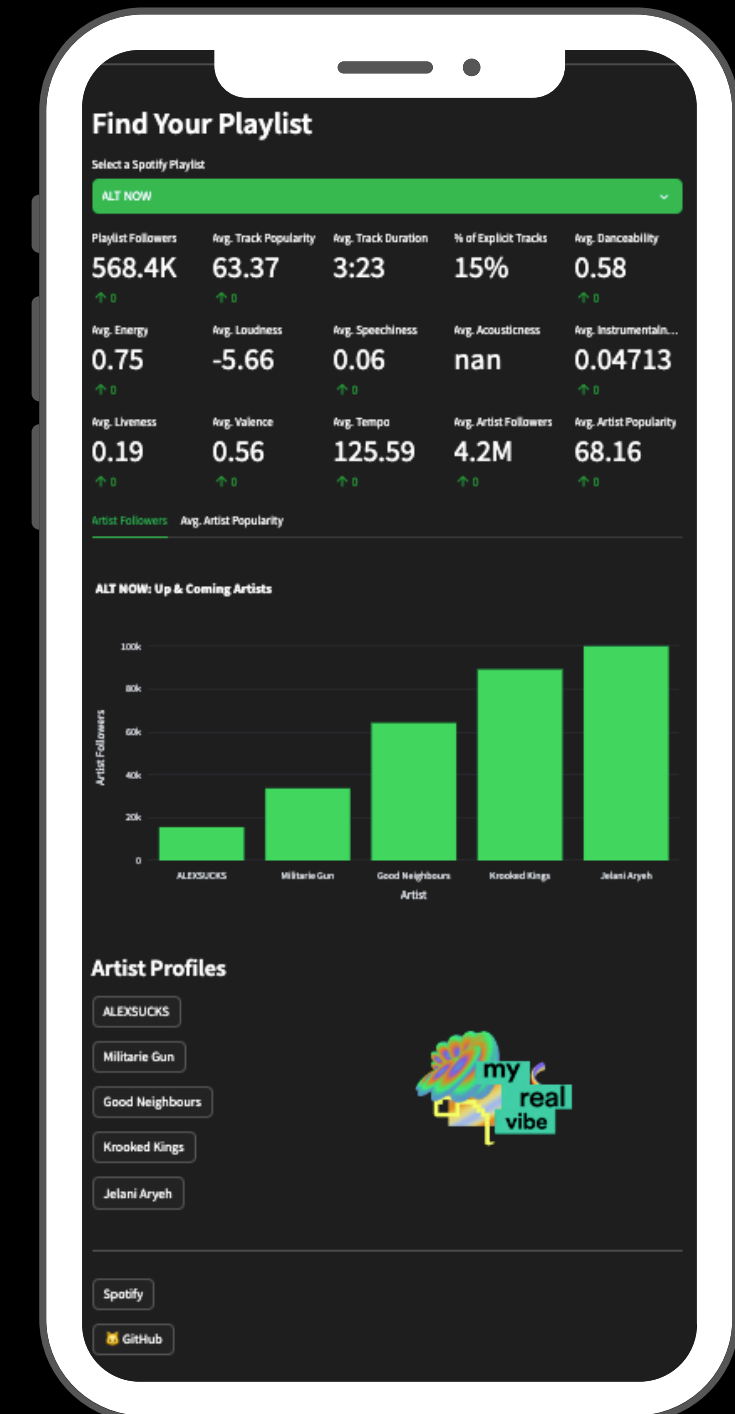 Find Your Playlist
Select a Spotify Playlist
ALT NOW
Playlist Followers Avg. Track Popularity Avg. Track Duration % of Explicit Tracks Avg. Danceability
568.4K 63.37 3:23 15% 0.58
↑ 0 ↑ 0 ↑ 0
Avg. Energy Avg. Loudness Avg. Speechiness Avg. Acousticness Avg. Instrumentaln...
0.75 -5.66 0.06 nan 0.04713
↑ 0 ↑ 0 ↑ 0
Avg. Liveness Avg. Valence Avg. Tempo Avg. Artist Followers Avg. Artist Popularity
0.19 0.56 125.59 4.2M 68.16
↑ 0 ↑ 0 ↑ 0 ↑ 0 ↑ 0
Artist Followers Avg. Artist Popularity
ALT NOW: Up & Coming Artists
100k
80k
60k
40k
20k
0
Artist Followers
ALEXSUCKS Militarie Gun Good Neighbours Krooked Kings Jelani Aryeh
Artist
Artist Profiles
ALEXSUCKS
Militarie Gun
Good Neighbours
Krooked Kings
Jelani Aryeh
my
real
vibe
Spotify
GitHub